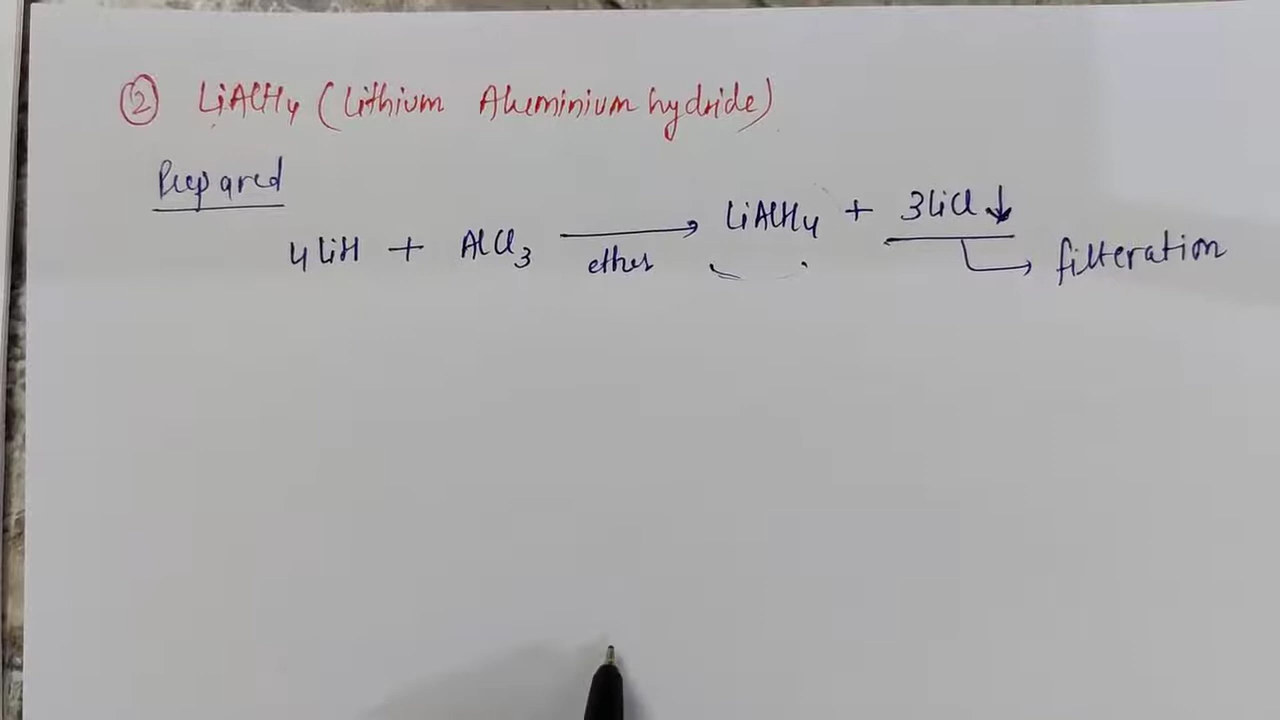 ② LiAlH4 (Lithium Aluminium hydride)
Prepared
4LiH + AlCl3 ⟶ LiAlH4 + 3LiCl ↓
ether
filteration